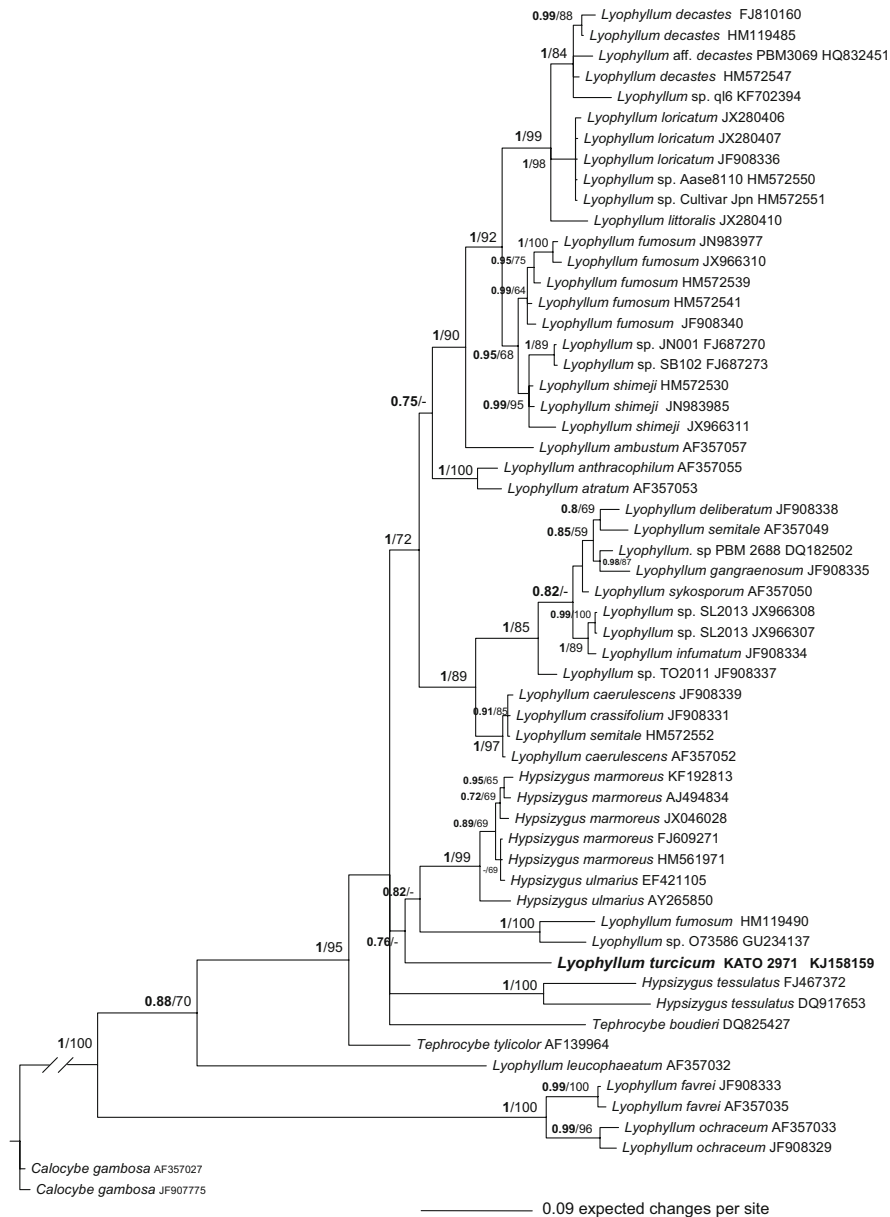 0.99/88
Lyophyllum decastes FJ810160
Lyophyllum decastes HM119485
1/84
Lyophyllum aff. decastes PBM3069 HQ832451
Lyophyllum decastes HM572547
Lyophyllum sp. ql6 KF702394
Lyophyllum loricatum JX280406
1/99
Lyophyllum loricatum JX280407
1/98
Lyophyllum loricatum JF908336
Lyophyllum sp. Aase8110 HM572550
Lyophyllum sp. Cultivar Jpn HM572551
Lyophyllum littoralis JX280410
1/92
1/100
Lyophyllum fumosum JN983977
0.95/75
Lyophyllum fumosum JX966310
Lyophyllum fumosum HM572539
0.99/64
Lyophyllum fumosum HM572541
Lyophyllum fumosum JF908340
1/90
1/89
Lyophyllum sp. JN001 FJ687270
0.95/68
Lyophyllum sp. SB102 FJ687273
Lyophyllum shimeji HM572530
0.75/-
0.99/95
Lyophyllum shimeji JN983985
Lyophyllum shimeji JX966311
Lyophyllum ambustum AF357057
1/100
Lyophyllum anthracophilum AF357055
Lyophyllum atratum AF357053
0.8/69
Lyophyllum deliberatum JF908338
0.85/59
Lyophyllum semitale AF357049
1/72
Lyophyllum. sp PBM 2688 DQ182502
0.98/87
Lyophyllum gangraenosum JF908335
0.82/-
Lyophyllum sykosporum AF357050
0.99/100
Lyophyllum sp. SL2013 JX966308
1/85
Lyophyllum sp. SL2013 JX966307
1/89
Lyophyllum infumatum JF908334
1/89
Lyophyllum sp. TO2011 JF908337
0.91/85
Lyophyllum caerulescens JF908339
Lyophyllum crassifolium JF908331
1/97
Lyophyllum semitale HM572552
Lyophyllum caerulescens AF357052
0.95/65
Hypsizygus marmoreus KF192813
0.72/69
Hypsizygus marmoreus AJ494834
0.89/69
Hypsizygus marmoreus JX046028
Hypsizygus marmoreus FJ609271
1/99
Hypsizygus marmoreus HM561971
-/69
Hypsizygus ulmarius EF421105
0.82/-
Hypsizygus ulmarius AY265850
1/100
Lyophyllum fumosum HM119490
1/95
0.76/-
Lyophyllum sp. O73586 GU234137
Lyophyllum turcicum KATO 2971 KJ158159
1/100
Hypsizygus tessulatus FJ467372
0.88/70
Hypsizygus tessulatus DQ917653
Tephrocybe boudieri DQ825427
1/100
Tephrocybe tylicolor AF139964
Lyophyllum leucophaeatum AF357032
0.99/100
Lyophyllum favrei JF908333
1/100
Lyophyllum favrei AF357035
0.99/96
Lyophyllum ochraceum AF357033
Lyophyllum ochraceum JF908329
Calocybe gambosa AF357027
Calocybe gambosa JF907775
0.09 expected changes per site